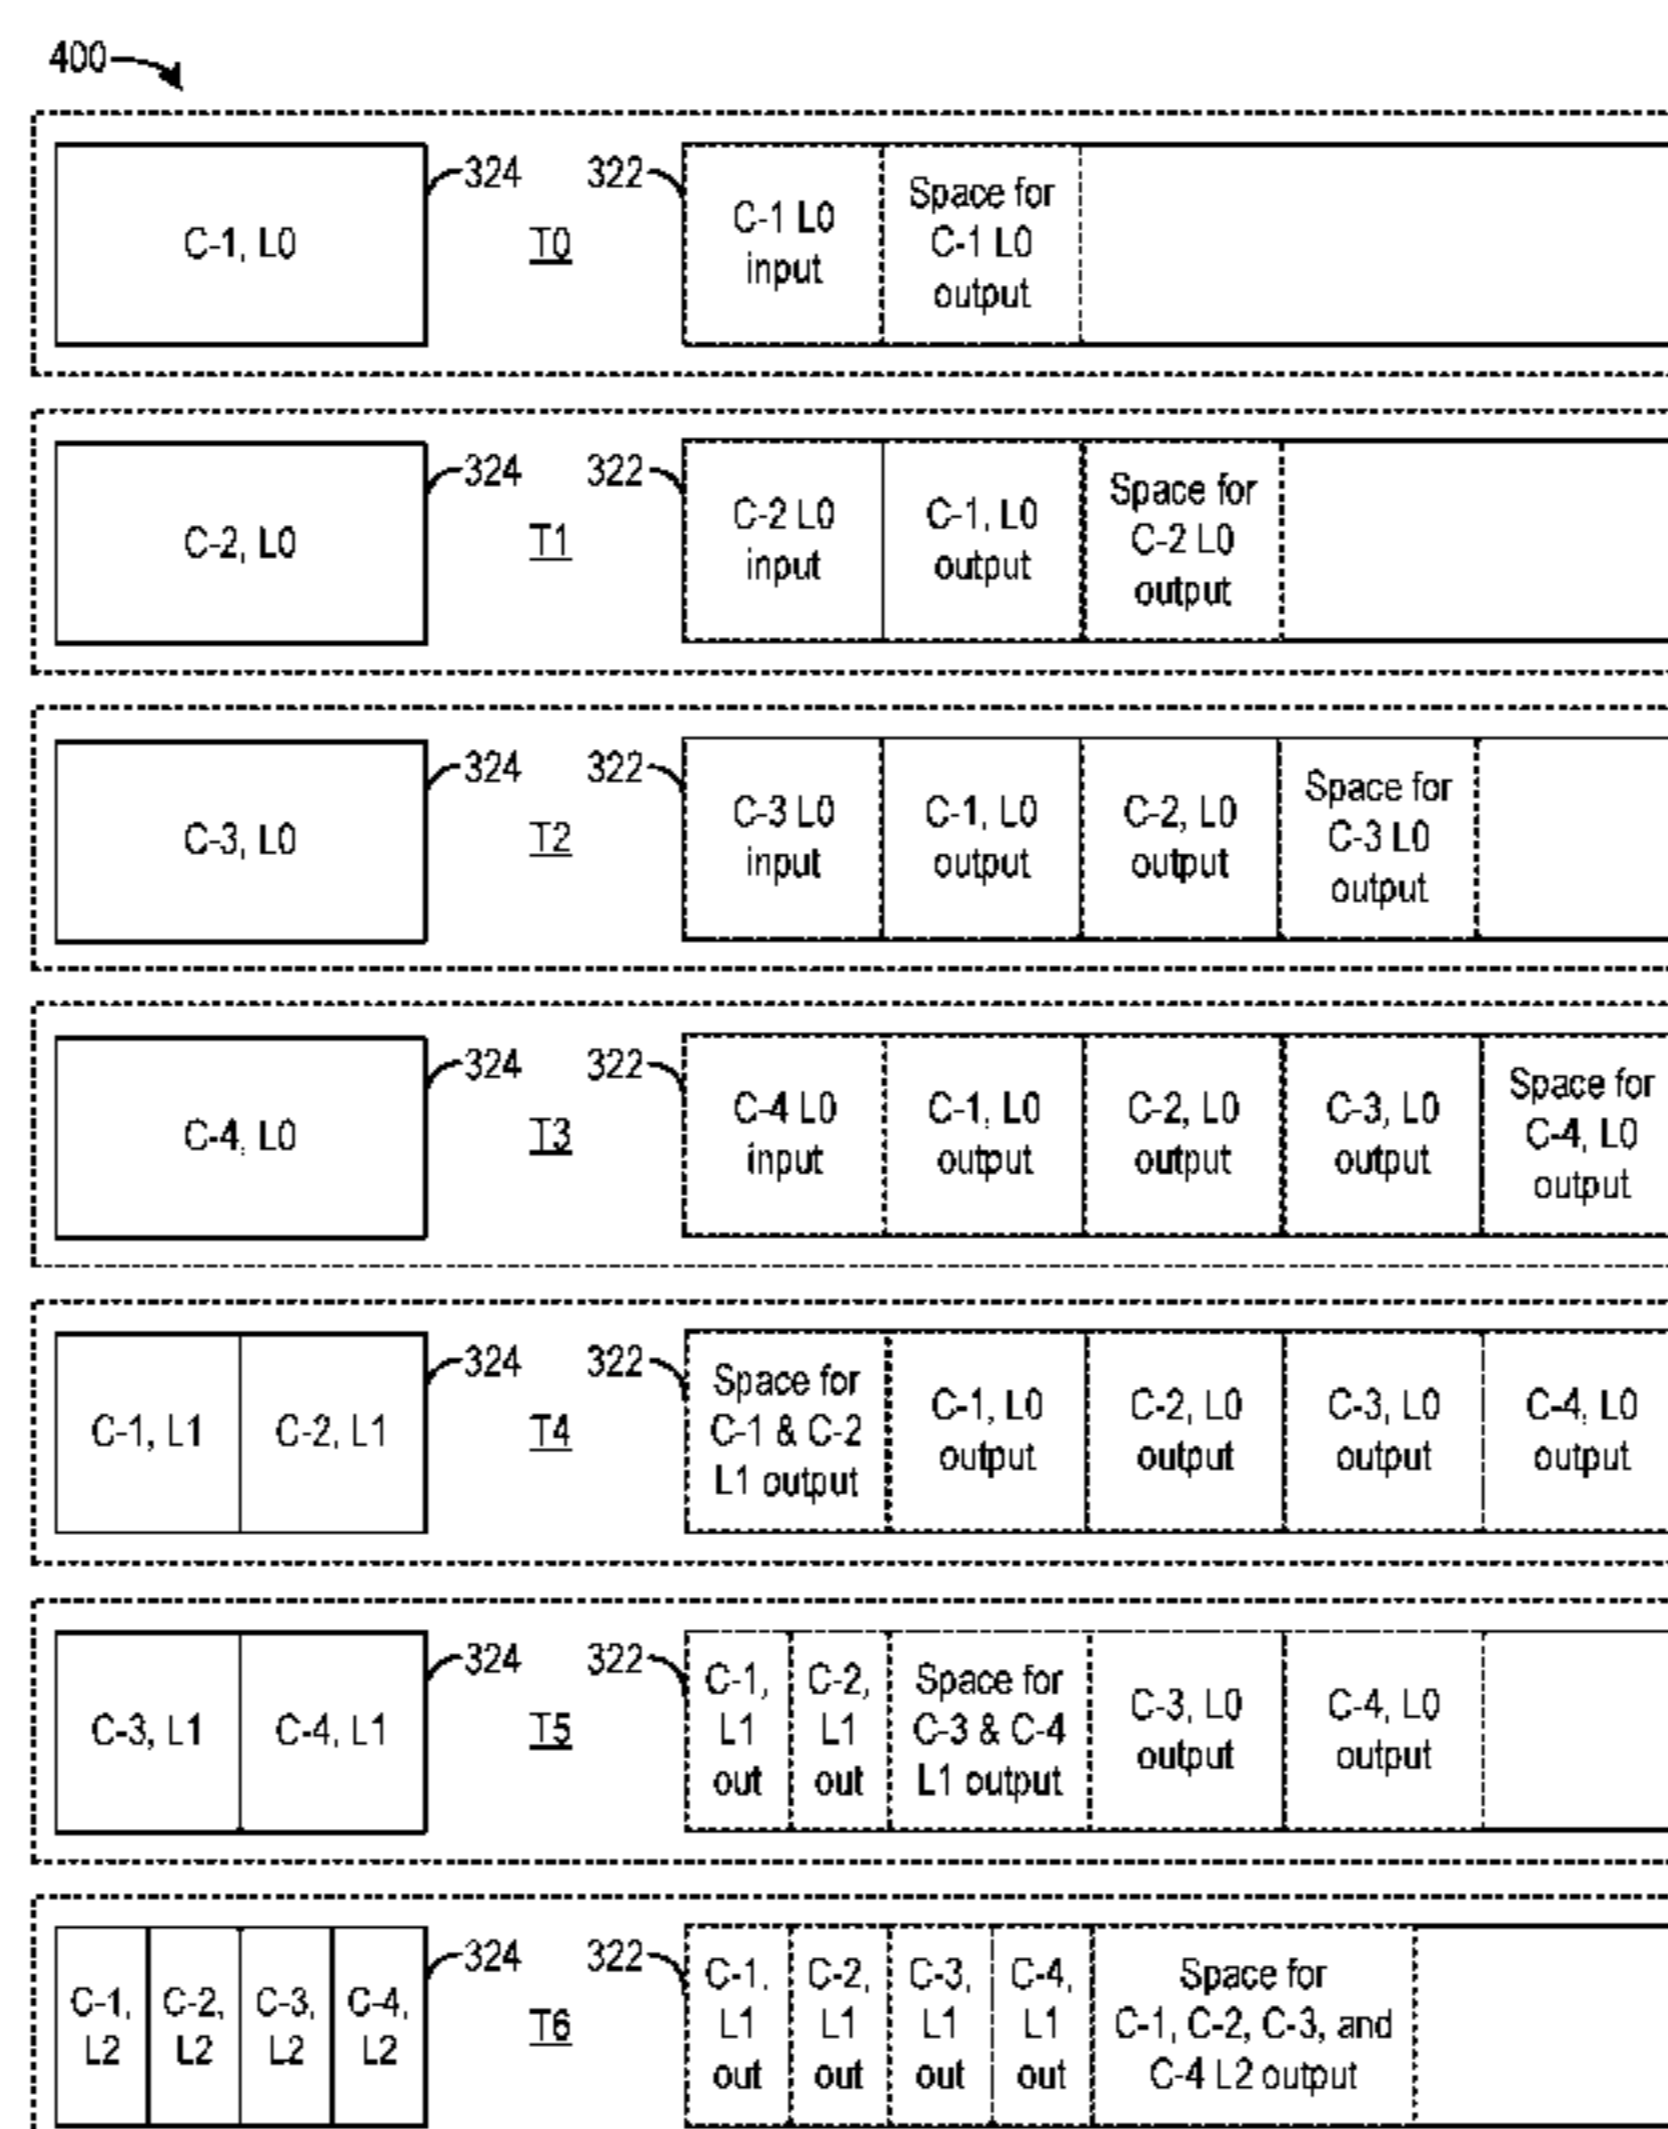 400
324
322
C-1, L0
T0
C-1 L0
input
Space for
C-1 L0
output
324
322
C-2, L0
T1
C-2 L0
input
C-1, L0
output
Space for
C-2 L0
output
324
322
C-3, L0
T2
C-3 L0
input
C-1, L0
output
C-2, L0
output
Space for
C-3 L0
output
324
322
C-4, L0
T3
C-4 L0
input
C-1, L0
output
C-2, L0
output
C-3, L0
output
Space for
C-4, L0
output
324
322
C-1, L1
C-2, L1
T4
Space for
C-1 & C-2
L1 output
C-1, L0
output
C-2, L0
output
C-3, L0
output
C-4, L0
output
324
322
C-3, L1
C-4, L1
T5
C-1,
L1
out
C-2,
L1
out
Space for
C-3 & C-4
L1 output
C-3, L0
output
C-4, L0
output
324
322
C-1,
L2
C-2,
L2
C-3,
L2
C-4,
L2
T6
C-1,
L1
out
C-2,
L1
out
C-3,
L1
out
C-4,
L1
out
Space for
C-1, C-2, C-3, and
C-4 L2 output